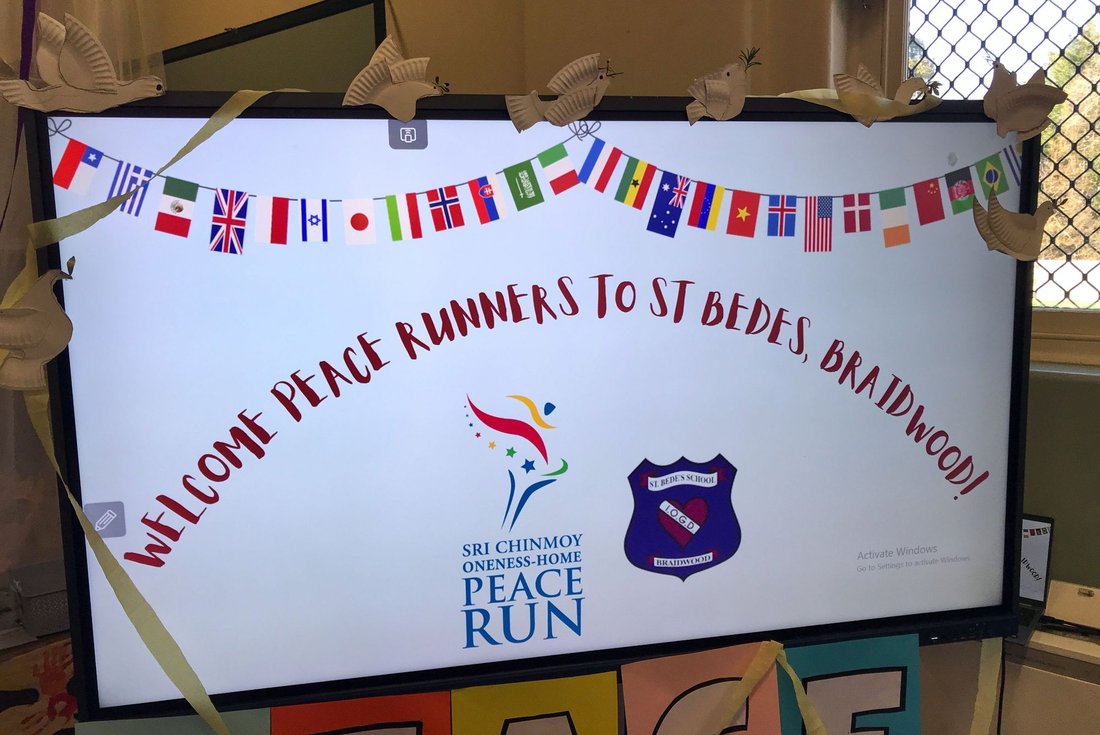 WELCOME PEACE RUNNERS TO ST BEDES, BRAIDWOOD!
SRI CHINMOY
ONENESS-HOME
PEACE
RUN
ST. BEDE'S SCHOOL
I.O.G.D.
BRAIDWOOD
Activate Windows
Go to Settings to activate Windows.